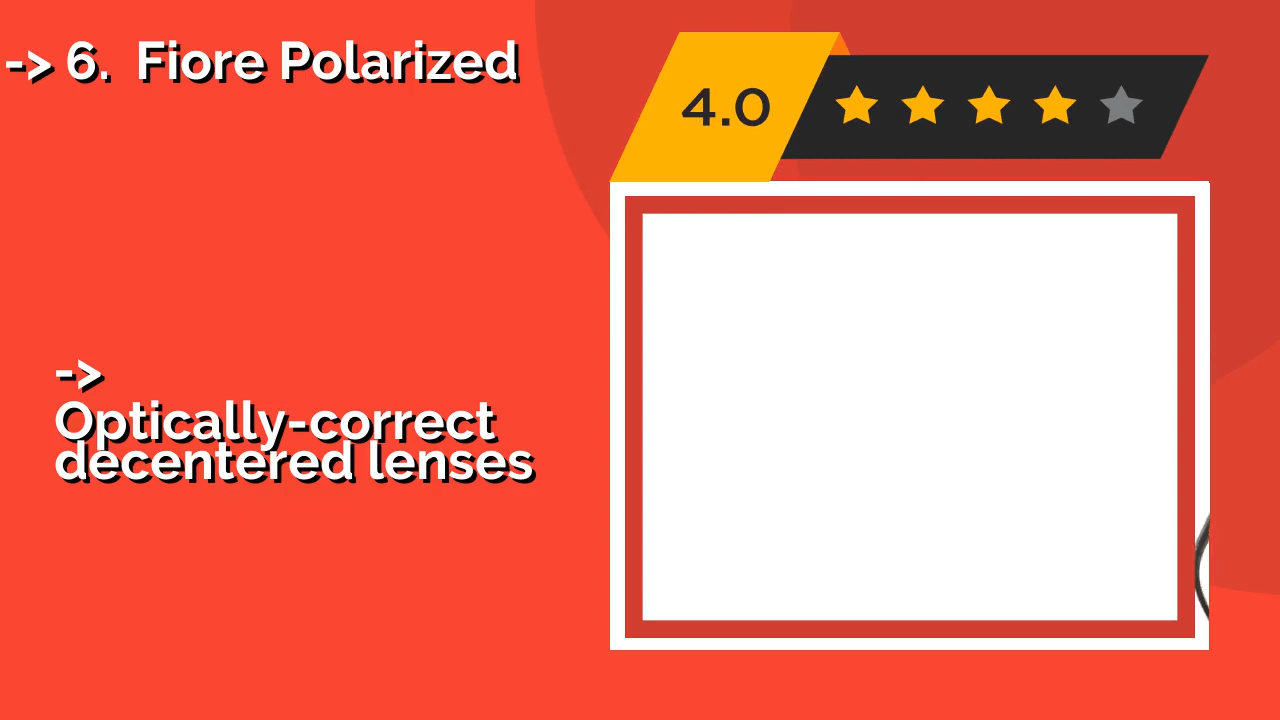 -> 6.  Fiore Polarized
4.0
->
Optically-correct
decentered lenses